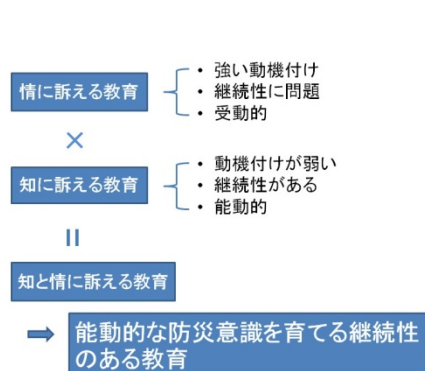 情に訴える教育
・ 強い動機付け
・ 継続性に問題
・ 受動的
×
知に訴える教育
・ 動機付けが弱い
・ 継続性がある
・ 能動的
=
知と情に訴える教育
➡ 能動的な防災意識を育てる継続性
のある教育